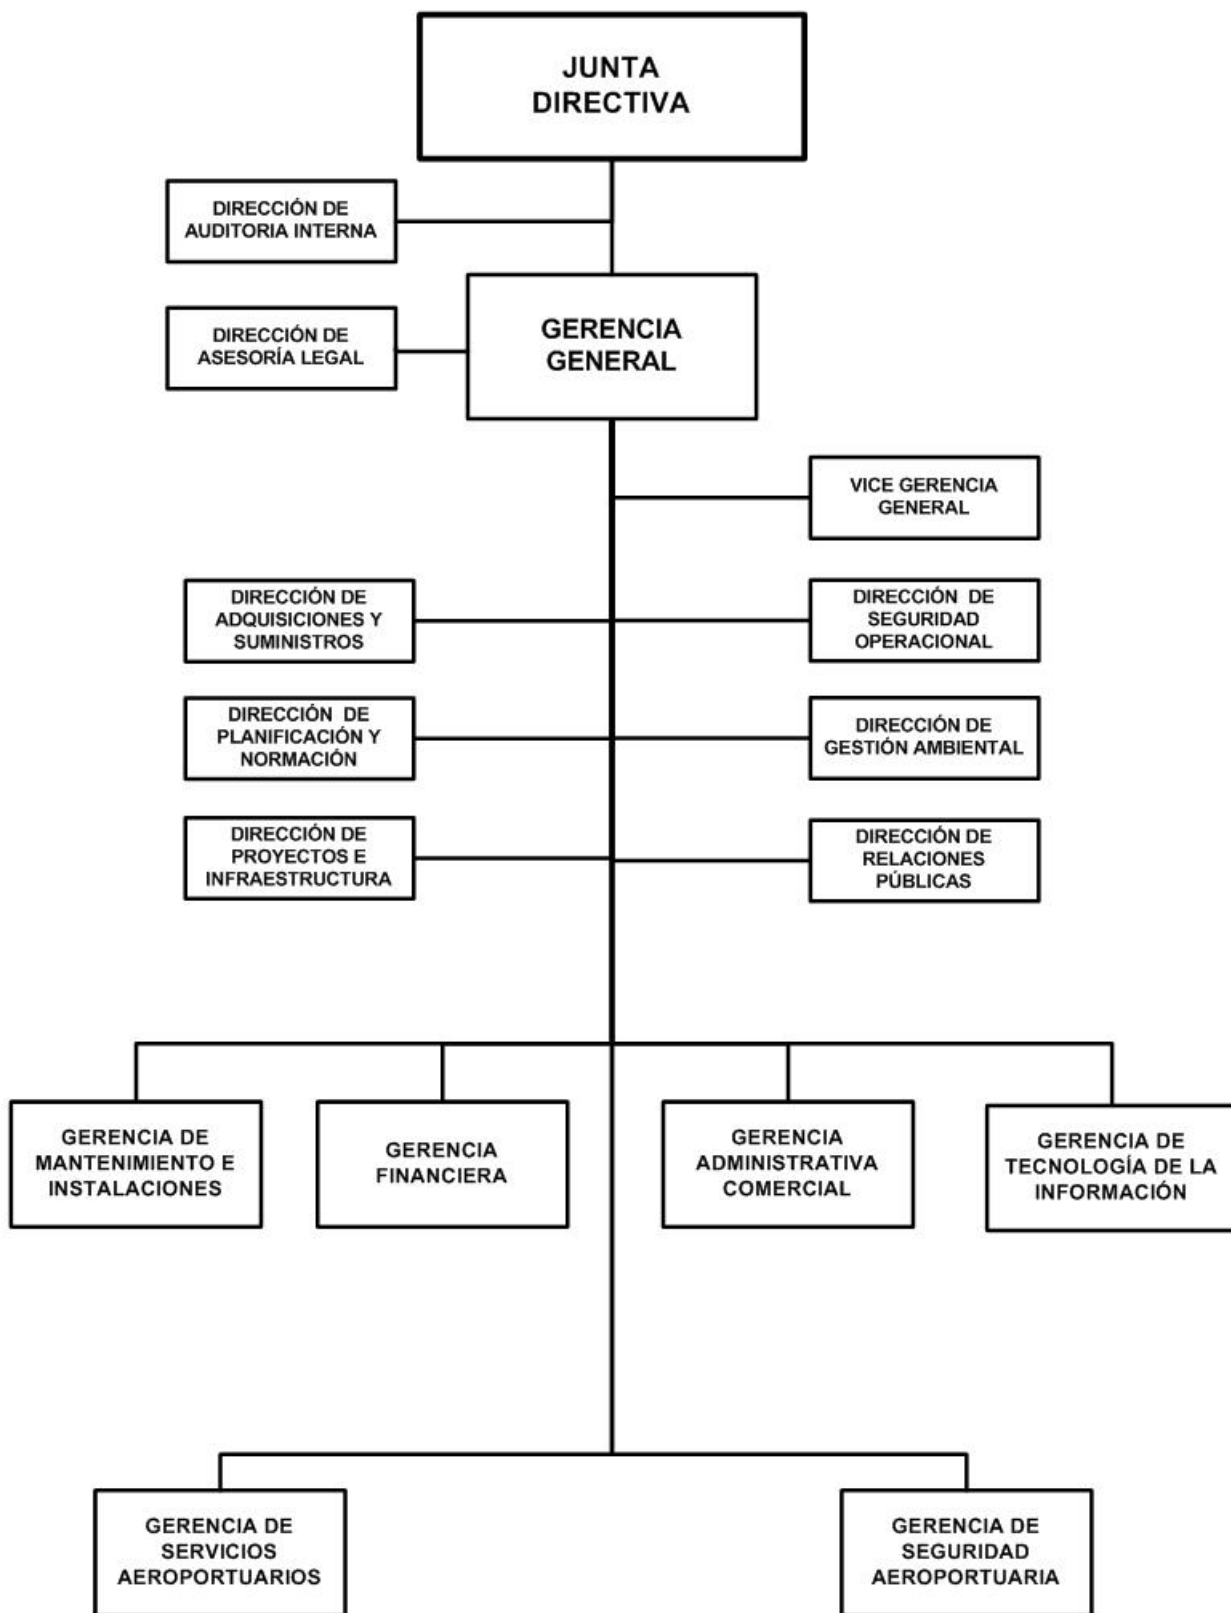 JUNTA
DIRECTIVA
DIRECCIÓN DE
AUDITORIA INTERNA
GERENCIA
GENERAL
DIRECCIÓN DE
ASESORÍA LEGAL
VICE GERENCIA
GENERAL
DIRECCIÓN DE
ADQUISICIONES Y
SUMINISTROS
DIRECCIÓN DE
SEGURIDAD
OPERACIONAL
DIRECCIÓN DE
PLANIFICACIÓN Y
NORMACIÓN
DIRECCIÓN DE
GESTIÓN AMBIENTAL
DIRECCIÓN DE
PROYECTOS E
INFRAESTRUCTURA
DIRECCIÓN DE
RELACIONES
PÚBLICAS
GERENCIA DE
MANTENIMIENTO E
INSTALACIONES
GERENCIA
FINANCIERA
GERENCIA
ADMINISTRATIVA
COMERCIAL
GERENCIA DE
TECNOLOGÍA DE LA
INFORMACIÓN
GERENCIA DE
SERVICIOS
AEROPORTUARIOS
GERENCIA DE
SEGURIDAD
AEROPORTUARIA